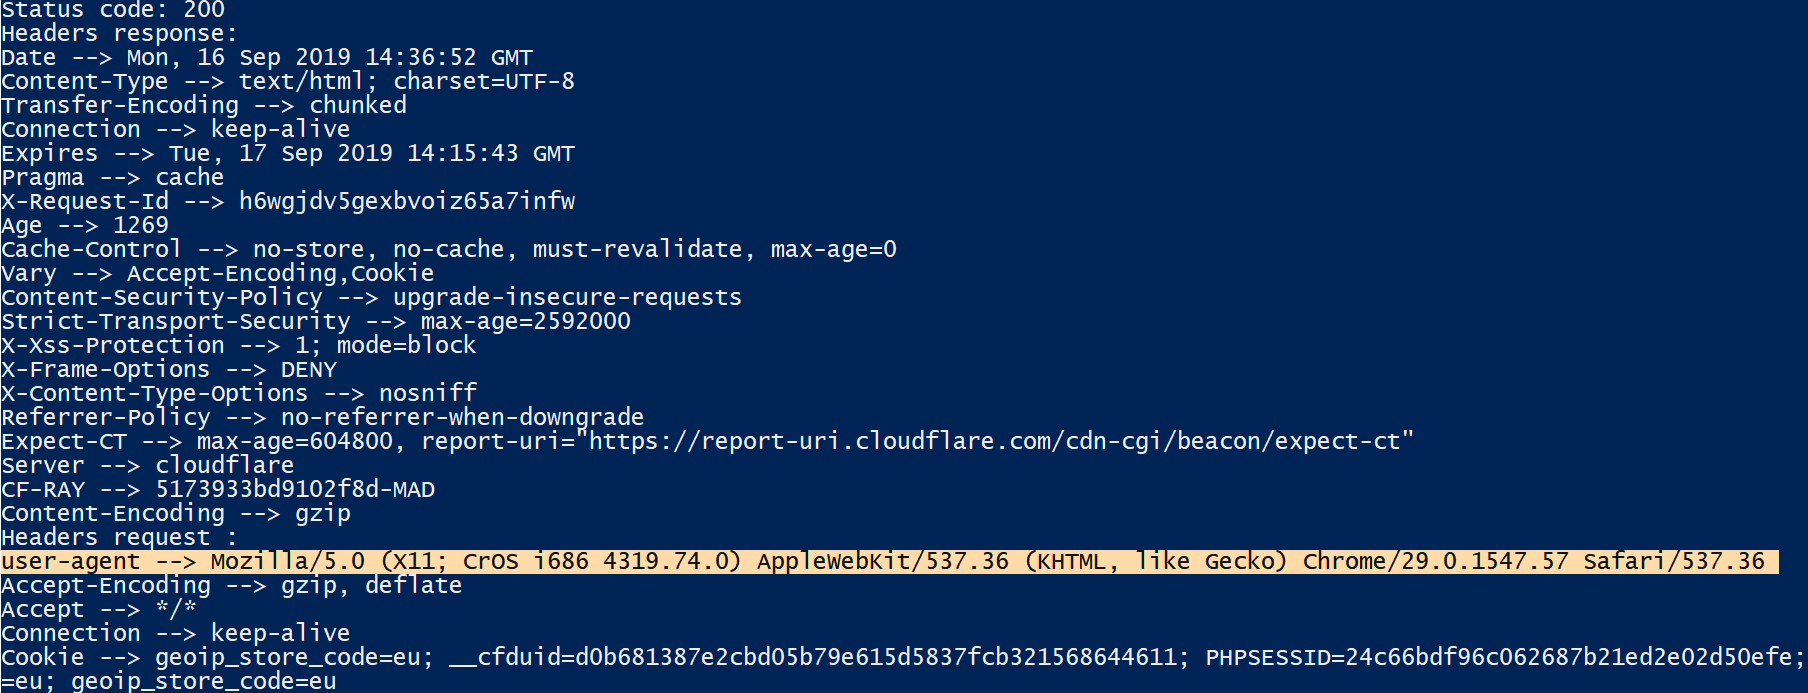 Status code: 200
Headers response:
Date --> Mon, 16 Sep 2019 14:36:52 GMT
Content-Type --> text/html; charset=UTF-8
Transfer-Encoding --> chunked
Connection --> keep-alive
Expires --> Tue, 17 Sep 2019 14:15:43 GMT
Pragma --> cache
X-Request-Id --> h6wgjdv5gexbvoiz65a7infw
Age --> 1269
Cache-Control --> no-store, no-cache, must-revalidate, max-age=0
Vary --> Accept-Encoding,Cookie
Content-Security-Policy --> upgrade-insecure-requests
Strict-Transport-Security --> max-age=2592000
X-Xss-Protection --> 1; mode=block
X-Frame-Options --> DENY
X-Content-Type-Options --> nosniff
Referrer-Policy --> no-referrer-when-downgrade
Expect-CT --> max-age=604800, report-uri="https://report-uri.cloudflare.com/cdn-cgi/beacon/expect-ct"
Server --> cloudflare
CF-RAY --> 5173933bd9102f8d-MAD
Content-Encoding --> gzip
Headers request :
user-agent --> Mozilla/5.0 (X11; CrOS i686 4319.74.0) AppleWebKit/537.36 (KHTML, like Gecko) Chrome/29.0.1547.57 Safari/537.36
Accept-Encoding --> gzip, deflate
Accept --> */*
Connection --> keep-alive
Cookie --> geoip_store_code=eu; __cfduid=d0b681387e2cbd05b79e615d5837fcb321568644611; PHPSESSID=24c66bdf96c062687b21ed2e02d50efe;
=eu; geoip_store_code=eu